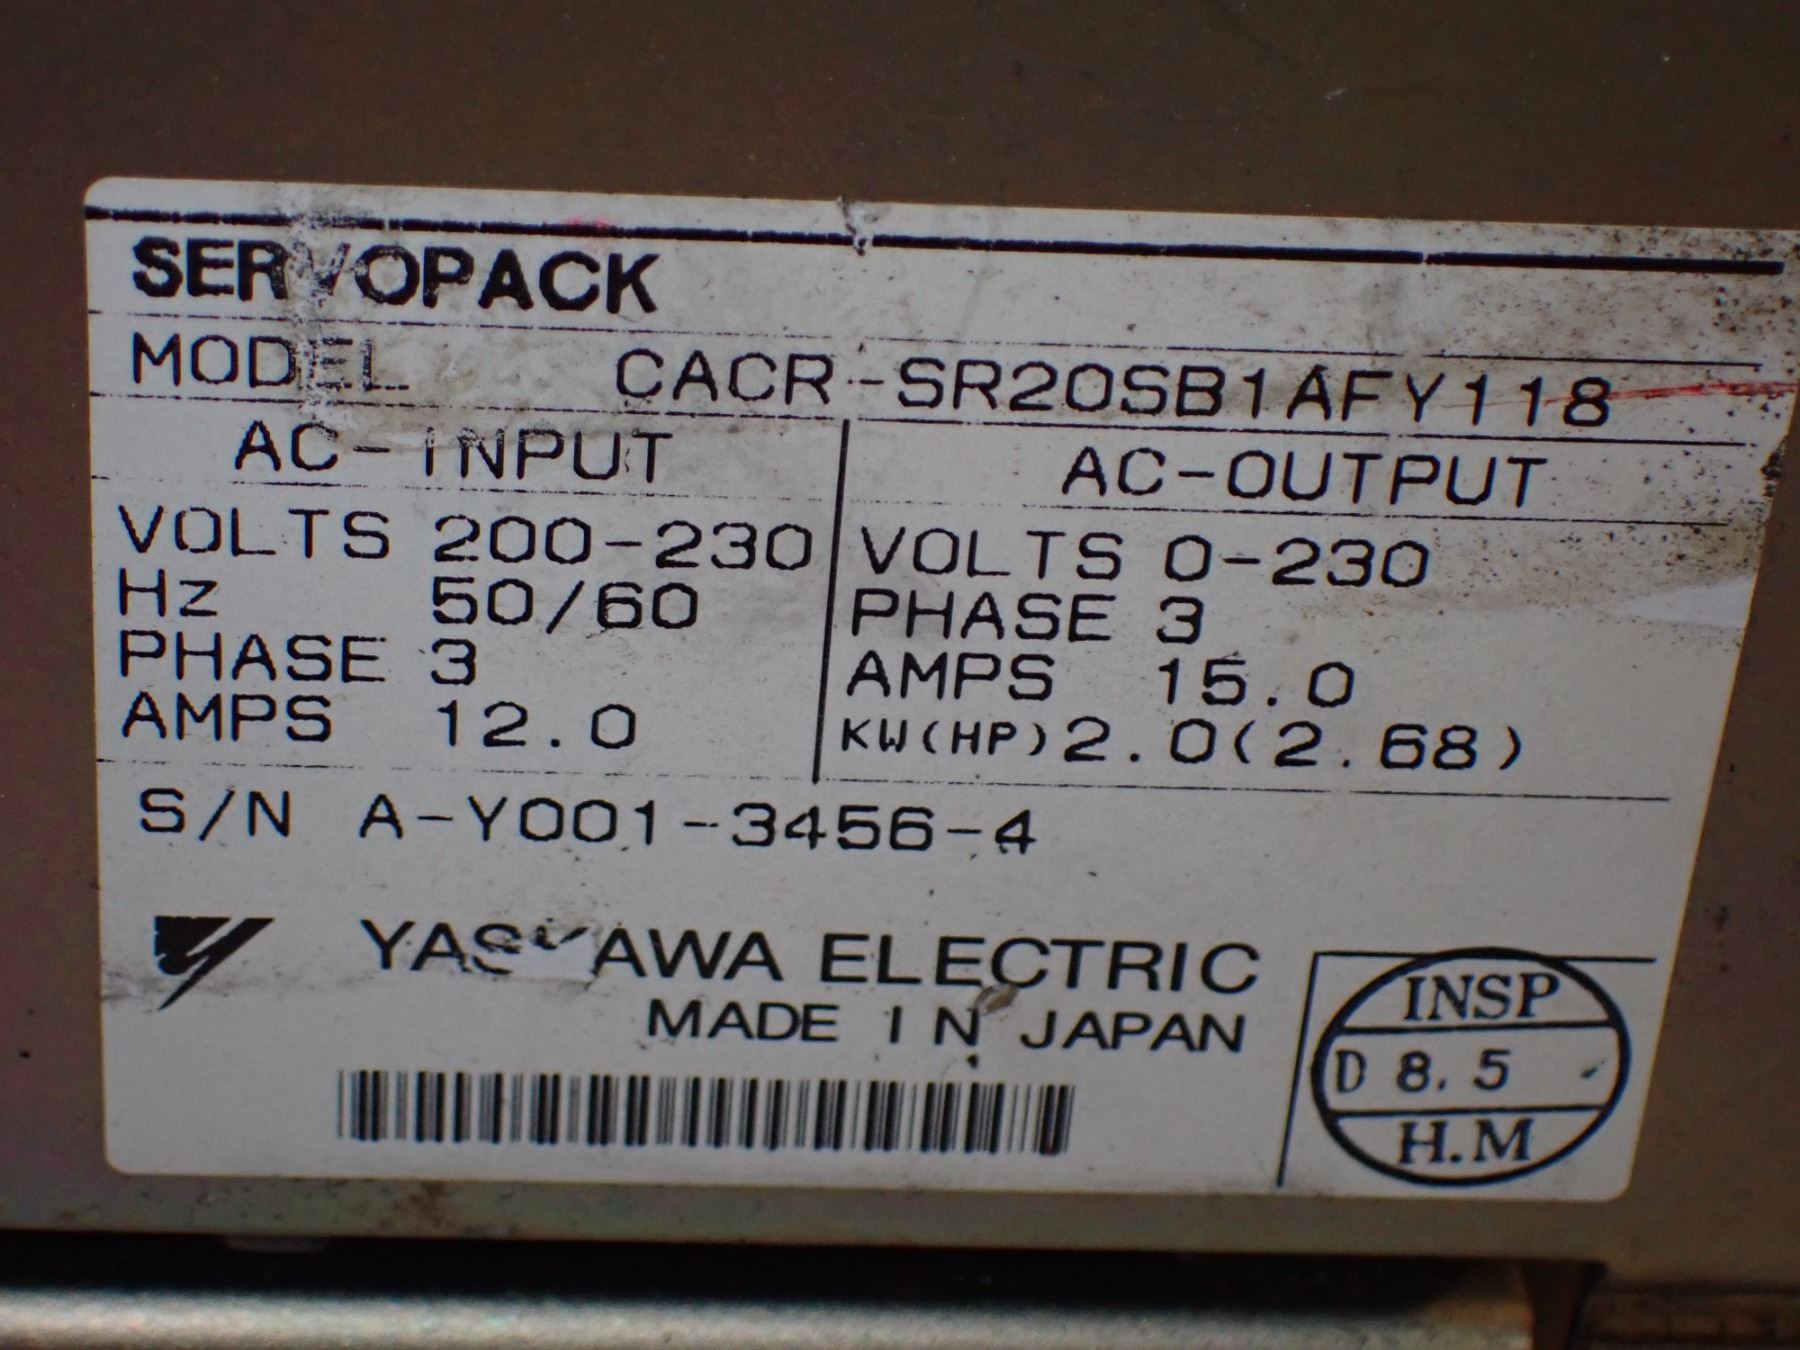 SERVOPACK
MODEL CACR-SR20SB1AFY118
AC-INPUT
VOLTS 200-230
Hz 50/60
PHASE 3
AMPS 12.0
AC-OUTPUT
VOLTS 0-230
PHASE 3
AMPS 15.0
KW(HP) 2.0(2.68)
S/N A-Y001-3456-4
YASKAWA ELECTRIC
MADE IN JAPAN
INSP
D 8.5
H.M